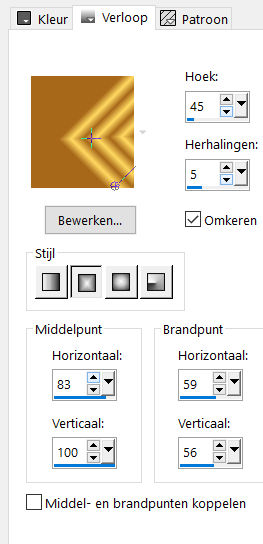 Kleur Verloop Patroon
Hoek:
45
Herhalingen:
5
Bewerken...
Omkeren
Stijl
Middelpunt Brandpunt
Horizontaal: Horizontaal:
83 59
Verticaal: Verticaal:
100 56
Middel- en brandpunten koppelen